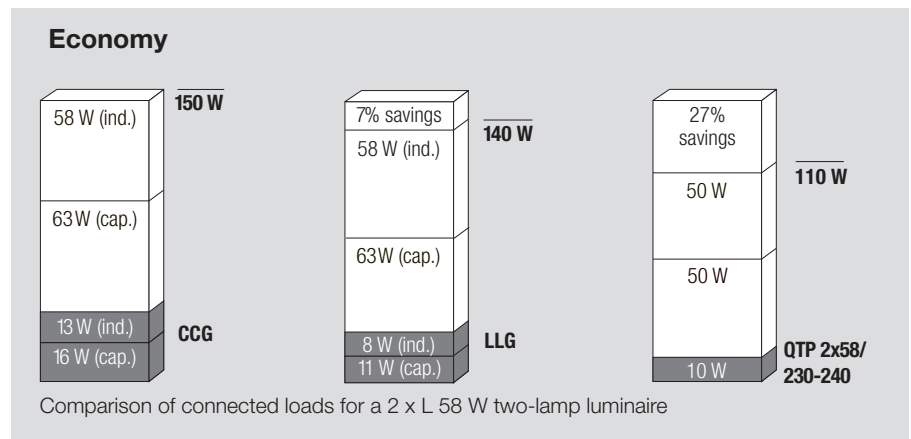 Economy
150 W
58 W (ind.)
63 W (cap.)
13 W (ind.)
16 W (cap.)
CCG
7% savings
140 W
58 W (ind.)
63 W (cap.)
8 W (ind.)
11 W (cap.)
LLG
27%
savings
110 W
50 W
50 W
10 W
QTP 2x58/
230-240
Comparison of connected loads for a 2 x L 58 W two-lamp luminaire